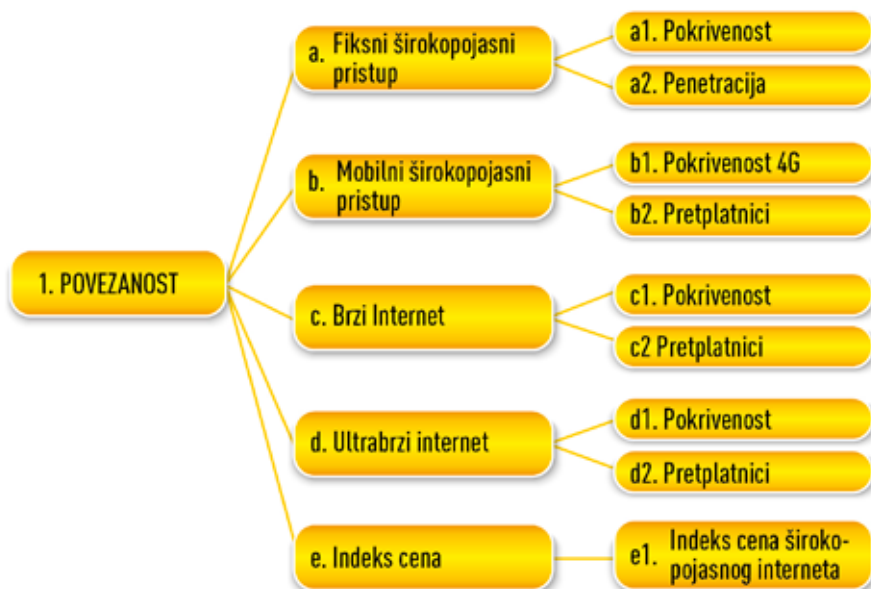 1. POVEZANOST
a. Fiksni širokopojasni
pristup
a1. Pokrivenost
a2. Penetracija
b. Mobilni širokopojasni
pristup
b1. Pokrivenost 4G
b2. Pretplatnici
c. Brzi Internet
c1. Pokrivenost
c2 Pretplatnici
d. Ultrabrzi internet
d1. Pokrivenost
d2. Pretplatnici
e. Indeks cena
e1. Indeks cena široko-
pojasnog interneta